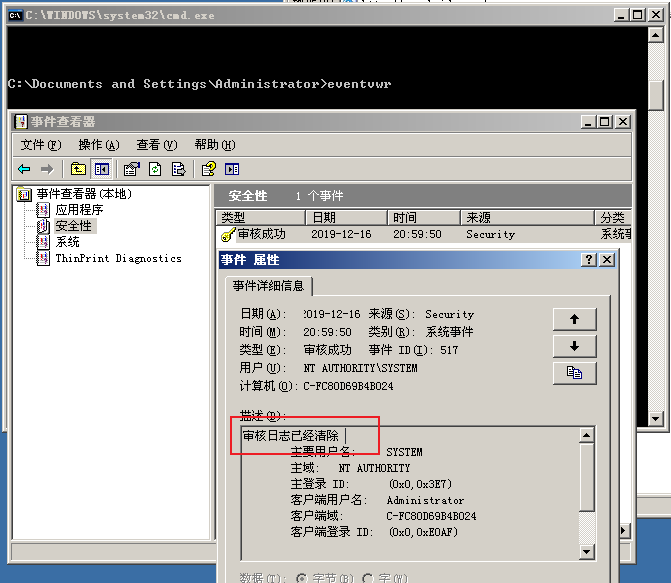 C:\WINDOWS\system32\cmd.exe
C:\Documents and Settings\Administrator>eventvwr
事件查看器
文件(F) 操作(A) 查看(V) 帮助(H)
事件查看器(本地)
应用程序
安全性
系统
ThinPrint Diagnostics
安全性 1 个事件
类型 日期 时间 来源 分类
审核成功 2019-12-16 20:59:50 Security 系统事
事件 属性
事件详细信息
日期(A): 2019-12-16 来源(S): Security
时间(M): 20:59:50 类别(R): 系统事件
类型(E): 审核成功 事件 ID(I): 517
用户(U): NT AUTHORITY\SYSTEM
计算机(O): C-FC80D69B4B024
描述(D):
审核日志已经清除
主要用户名: SYSTEM
主域: NT AUTHORITY
主登录 ID: (0x0,0x3E7)
客户端用户名: Administrator
客户端域: C-FC80D69B4B024
客户端登录 ID: (0x0,0xE0AF)
数据(T): 字节(B) 字(W)